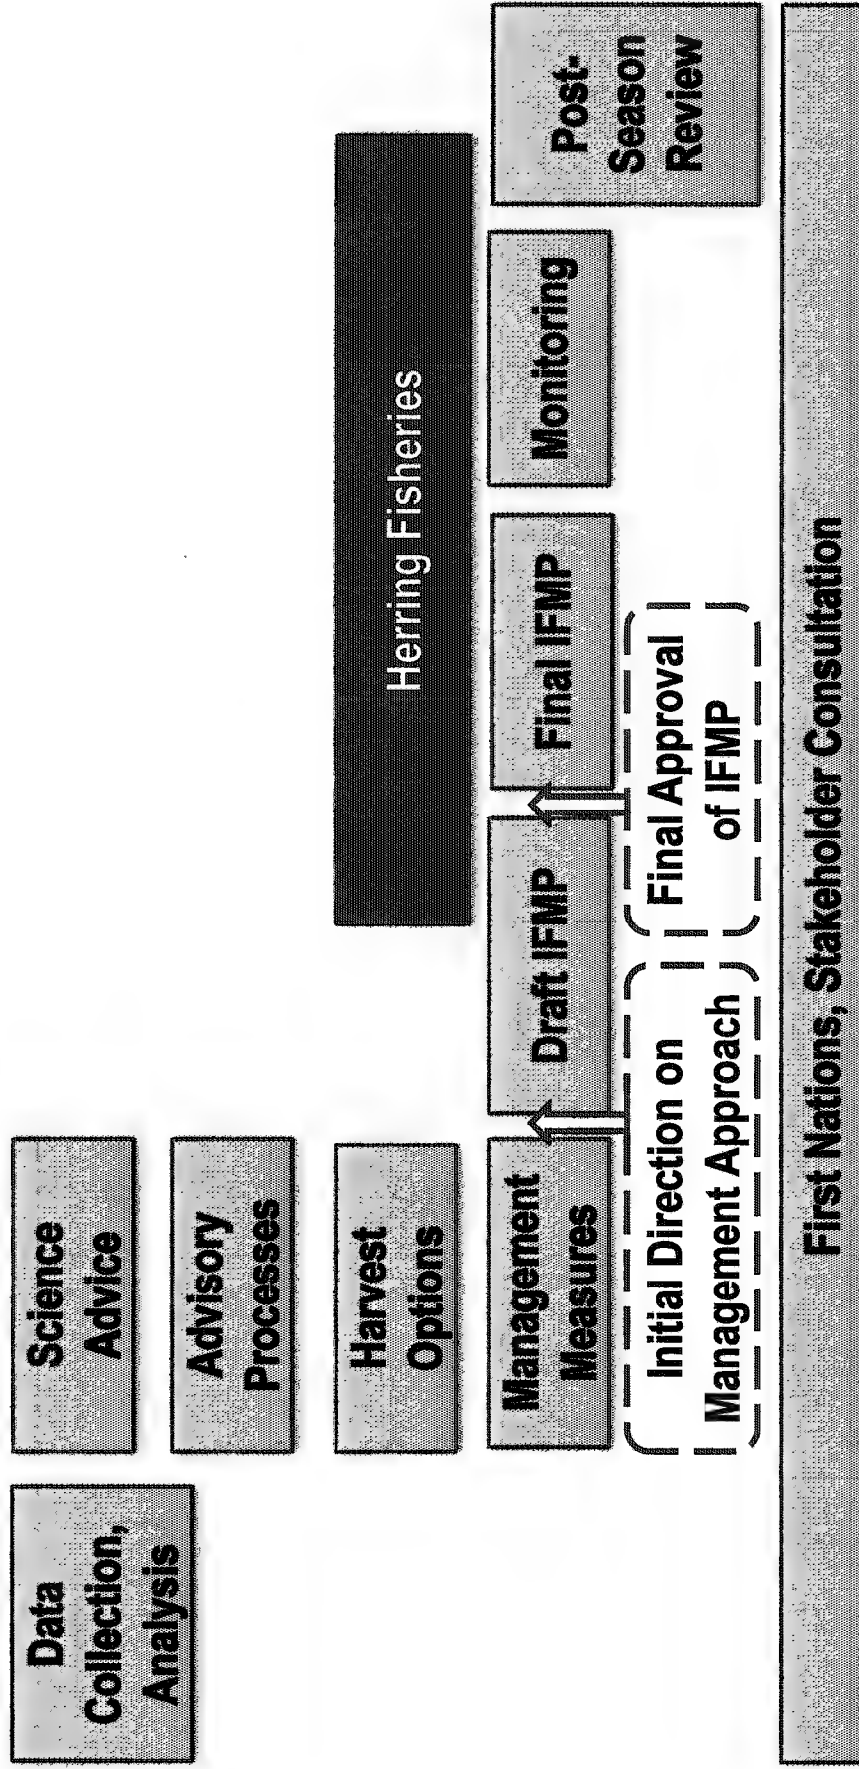 Data
Collection,
Analysis
Science
Advice
Advisory
Processes
Harvest
Options
Management
Measures
Initial Direction on
Management Approach
Draft IFMP
Final Approval
of IFMP
Final IFMP
Herring Fisheries
Monitoring
Post-
Season
Review
First Nations, Stakeholder Consultation